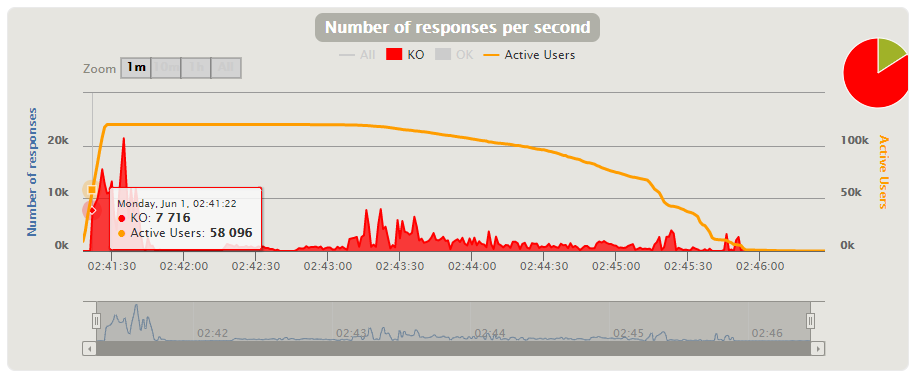 Number of responses per second
All KO OK Active Users
Zoom 1m 10m 1h All
Number of responses
20k
10k
0k
100k
50k
0k
Active Users
Monday, Jun 1, 02:41:22
KO: 7 716
Active Users: 58 096
02:41:30 02:42:00 02:42:30 02:43:00 02:43:30 02:44:00 02:44:30 02:45:00 02:45:30 02:46:00
02:42 02:43 02:44 02:45 02:46